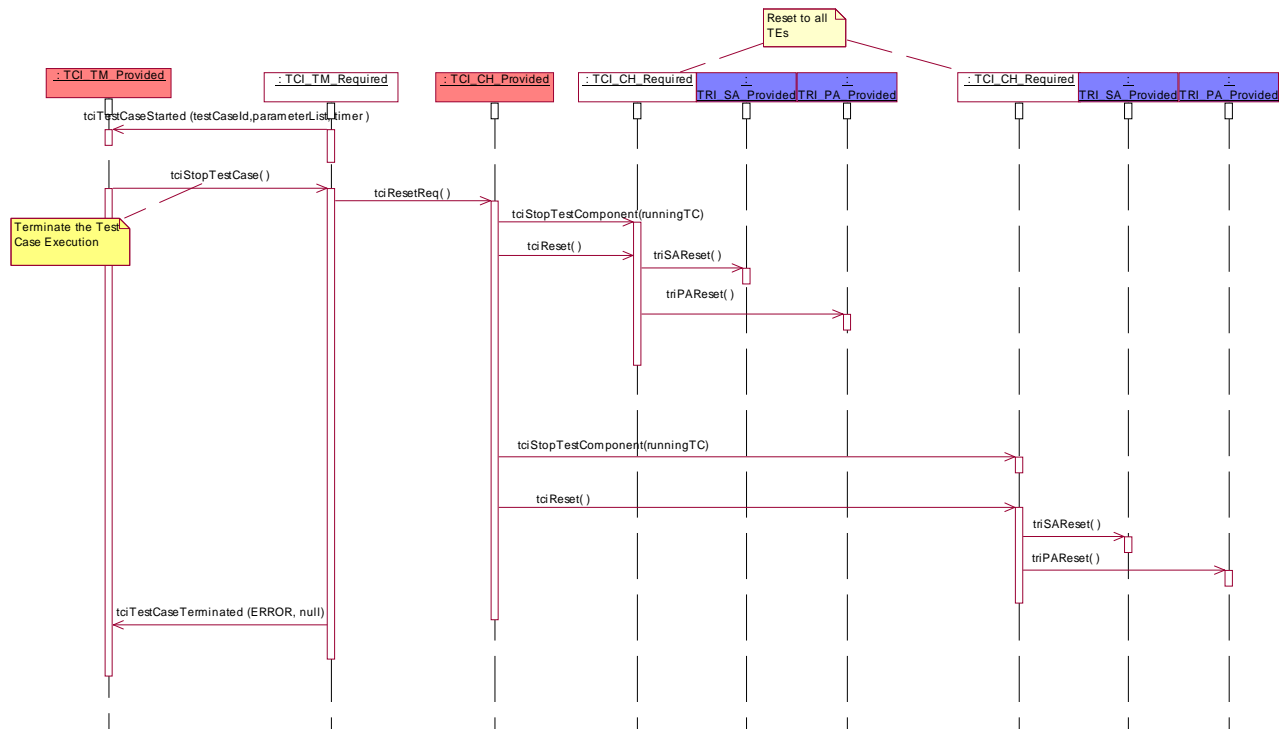 Reset to all
TEs
: TCI_TM_Provided
: TCI_TM_Required
: TCI_CH_Provided
: TCI_CH_Required
:
TRI_SA_Provided
:
TRI_PA_Provided
: TCI_CH_Required
:
TRI_SA_Provided
:
TRI_PA_Provided
tciTestCaseStarted (testCaseId,parameterList, timer )
tciStopTestCase( )
tciResetReq( )
tciStopTestComponent(runningTC)
Terminate the Test
Case Execution
tciReset( )
triSAReset( )
triPAReset( )
tciStopTestComponent(runningTC)
tciReset( )
triSAReset( )
triPAReset( )
tciTestCaseTerminated (ERROR, null)